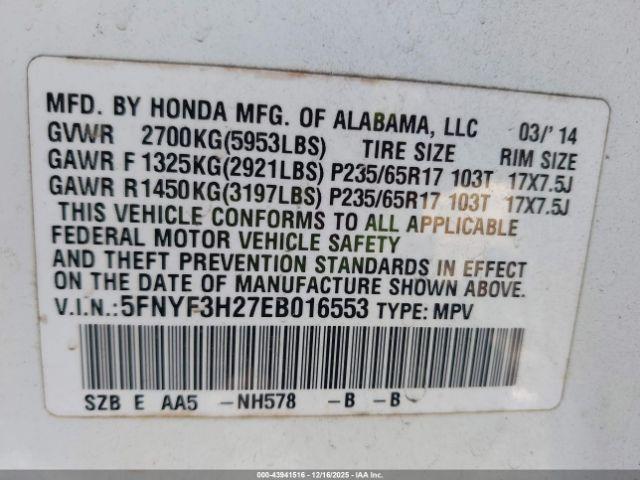 MFD. BY HONDA MFG. OF ALABAMA, LLC 03/'14
GVWR 2700KG(5953LBS) TIRE SIZE RIM SIZE
GAWR F 1325KG(2921LBS) P235/65R17 103T 17X7.5J
GAWR R1450KG(3197LBS) P235/65R17 103T 17X7.5J
THIS VEHICLE CONFORMS TO ALL APPLICABLE
FEDERAL MOTOR VEHICLE SAFETY
AND THEFT PREVENTION STANDARDS IN EFFECT
ON THE DATE OF MANUFACTURE SHOWN ABOVE.
V.I.N.:5FNYF3H27EB016553 TYPE: MPV
SZB E AA5 -NH578 -B -B
000-43941516 - 12/16/2025 - IAA Inc.